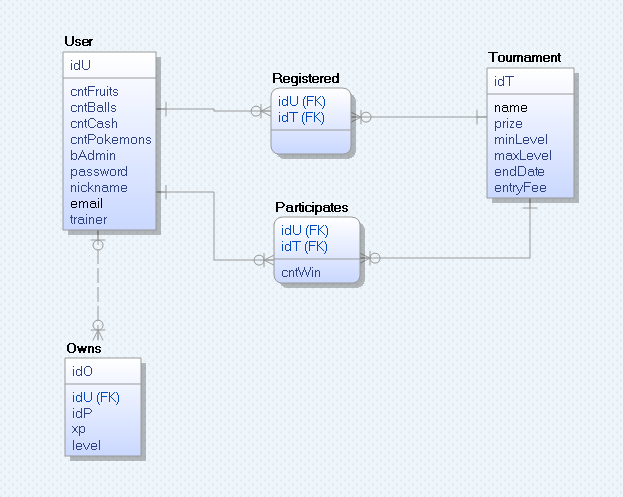 User
idU
cntFruits
cntBalls
cntCash
cntPokemons
bAdmin
password
nickname
email
trainer
Registered
idU (FK)
idT (FK)
Tournament
idT
name
prize
minLevel
maxLevel
endDate
entryFee
Participates
idU (FK)
idT (FK)
cntWin
Owns
idO
idU (FK)
idP
xp
level